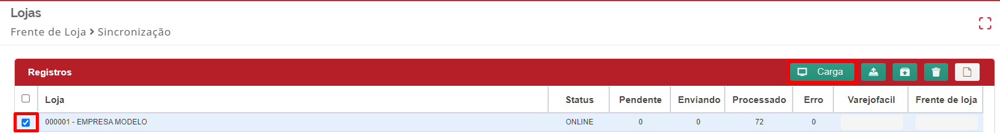 Lojas
Frente de Loja > Sincronização
Registros Carga
Loja Status Pendente Enviando Processado Erro Varejofacil Frente de loja
000001 - EMPRESA MODELO ONLINE 0 0 72 0